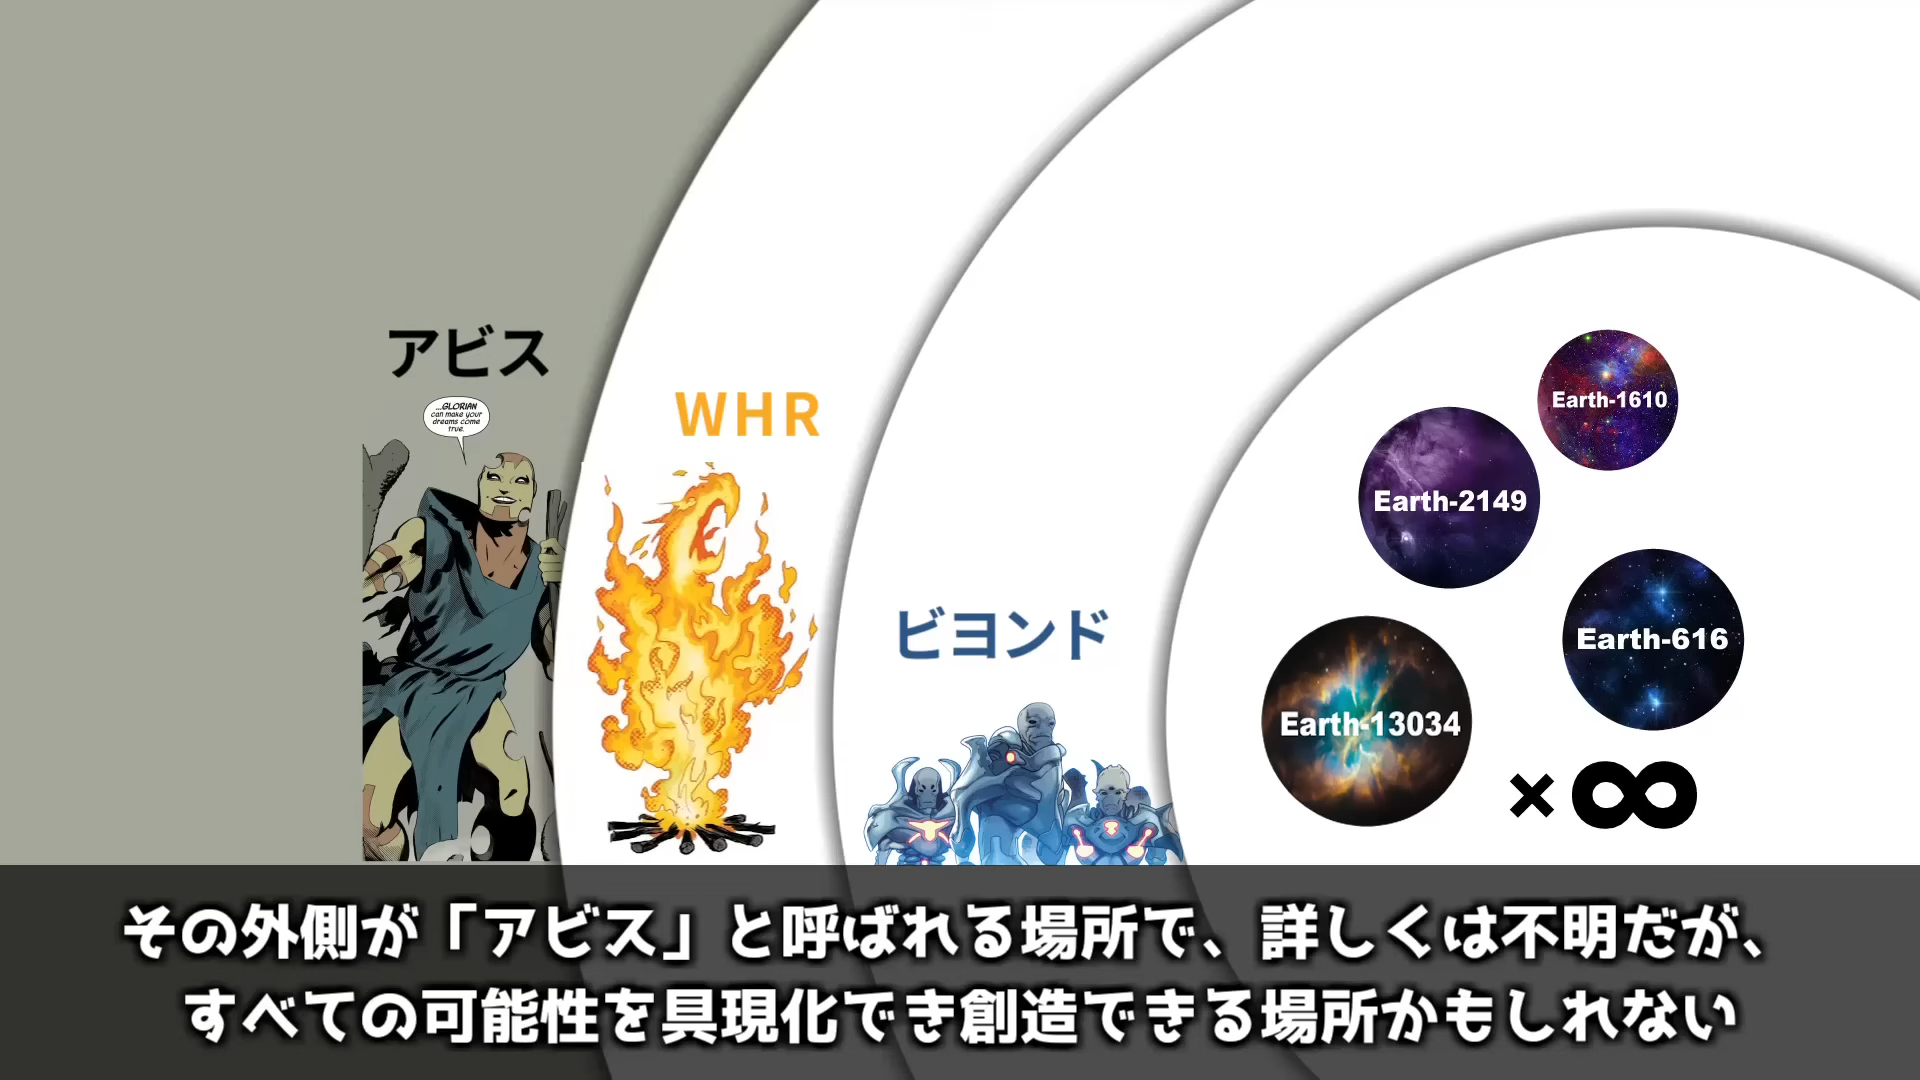 アビス
...GLORIAN
can make your
dreams come
true.
WHR
ビヨンド
Earth-1610
Earth-2149
Earth-616
Earth-13034
×∞
その外側が「アビス」と呼ばれる場所で、詳しくは不明だが、
すべての可能性を具現化でき創造できる場所かもしれない